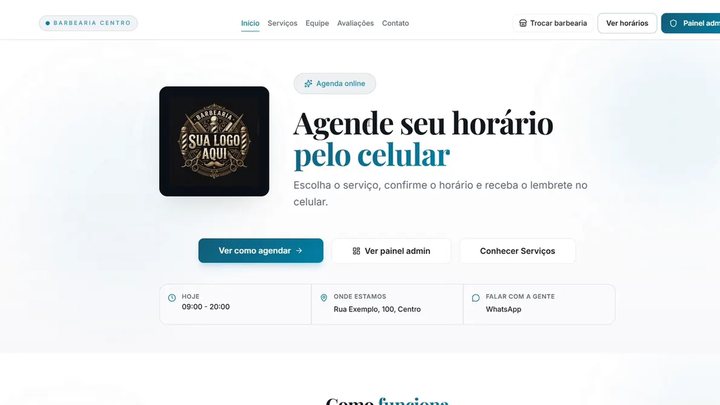 BARBEARIA CENTRO
Início Serviços Equipe Avaliações Contato
Trocar barbearia
Ver horários
Painel adm
Agenda online
BARBEARIA
SUA LOGO
AQUI
Agende seu horário
pelo celular
Escolha o serviço, confirme o horário e receba o lembrete no
celular.
Ver como agendar →
Ver painel admin
Conhecer Serviços
HOJE
09:00 - 20:00
ONDE ESTAMOS
Rua Exemplo, 100, Centro
FALAR COM A GENTE
WhatsApp
Como funciona